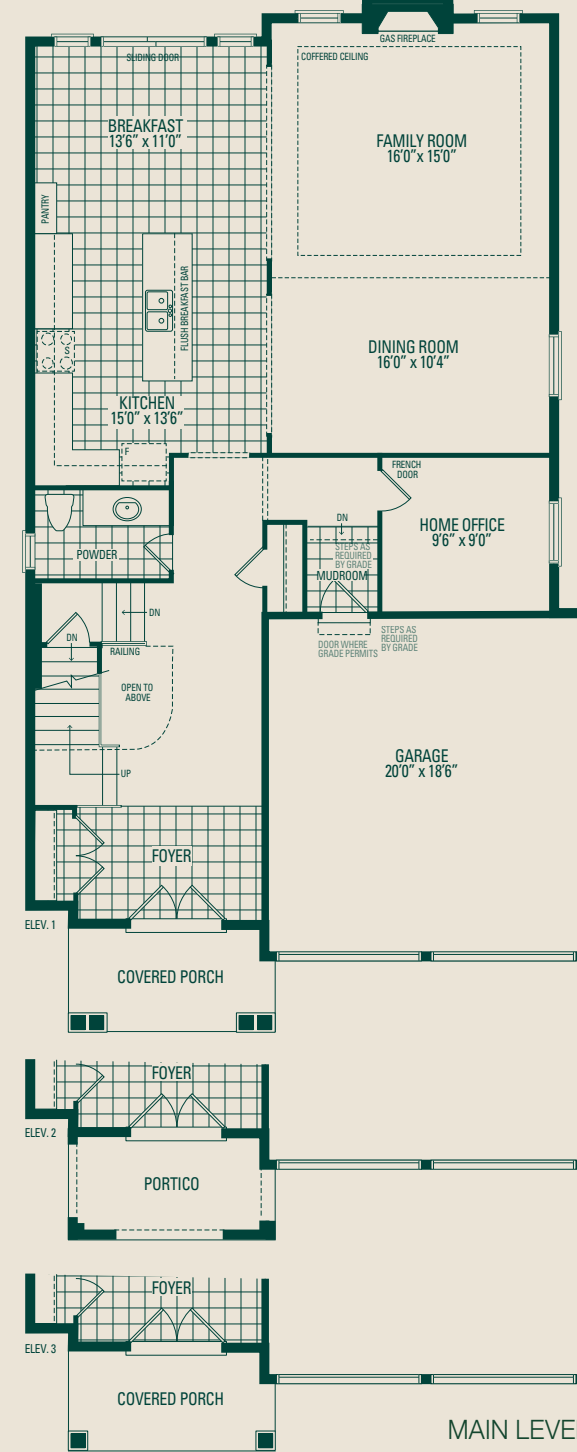 GAS FIREPLACE
SLIDING DOOR
COFFERED CEILING
BREAKFAST
13'6" x 11'0"
FAMILY ROOM
16'0"x 15'0"
PANTRY
FLUSH BREAKFAST BAR
S
DINING ROOM
16'0" x 10'4"
KITCHEN
15'0" x 13'6"
F
FRENCH
DOOR
HOME OFFICE
9'6" x 9'0"
DN
STEPS AS
REQUIRED
BY GRADE
MUDROOM
POWDER
DN
DN
RAILING
DOOR WHERE
GRADE PERMITS
STEPS AS
REQUIRED
BY GRADE
OPEN TO
ABOVE
UP
GARAGE
20'0" x 18'6"
FOYER
ELEV. 1
COVERED PORCH
FOYER
ELEV. 2
PORTICO
FOYER
ELEV. 3
COVERED PORCH
MAIN LEVE